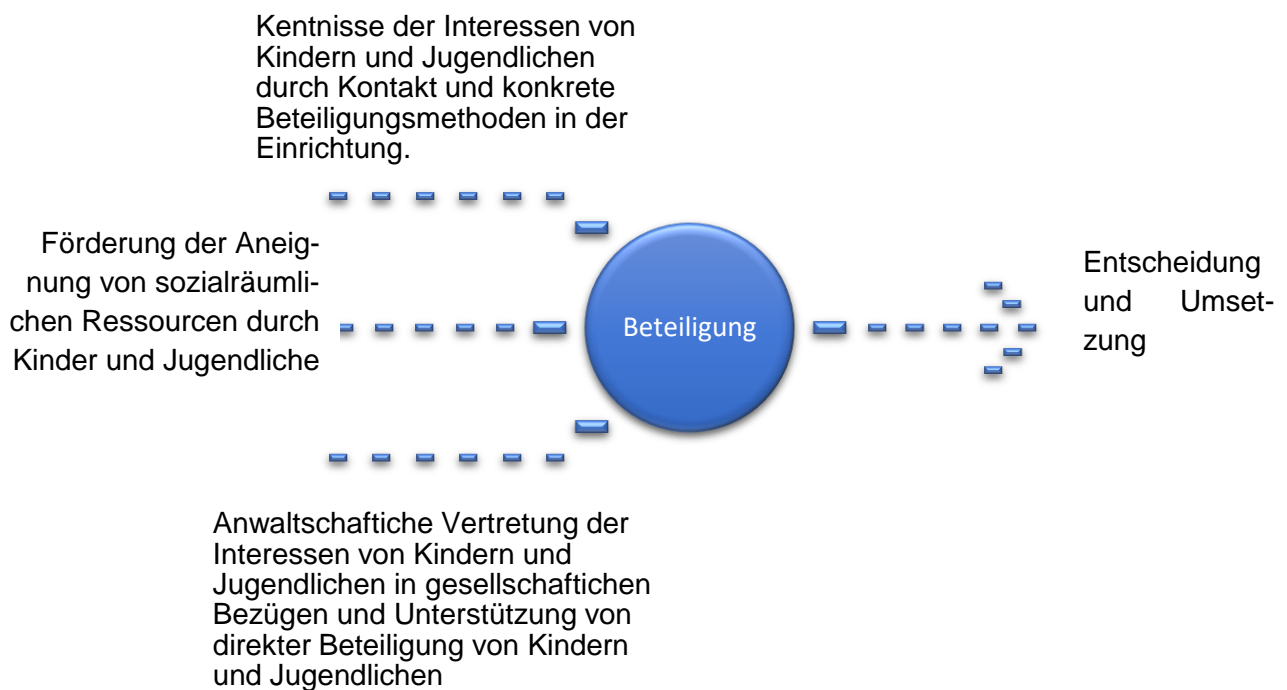 Kentnisse der Interessen von
Kindern und Jugendlichen
durch Kontakt und konkrete
Beteiligungsmethoden in der
Einrichtung.
Förderung der Aneig-
nung von sozialräumli-
chen Ressourcen durch
Kinder und Jugendliche
Beteiligung
Entscheidung
und Umset-
zung
Anwaltschaftiche Vertretung der
Interessen von Kindern und
Jugendlichen in gesellschaftichen
Bezügen und Unterstützung von
direkter Beteiligung von Kindern
und Jugendlichen